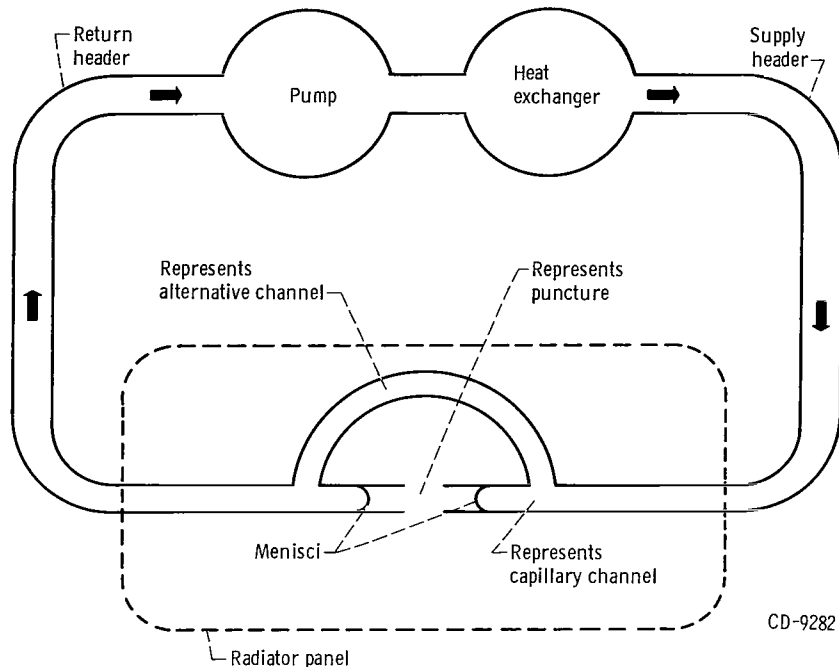 Return
header
Supply
header
Pump
Heat
exchanger
Represents
alternative channel
Represents
puncture
Menisci
Represents
capillary channel
CD-9282
Radiator panel